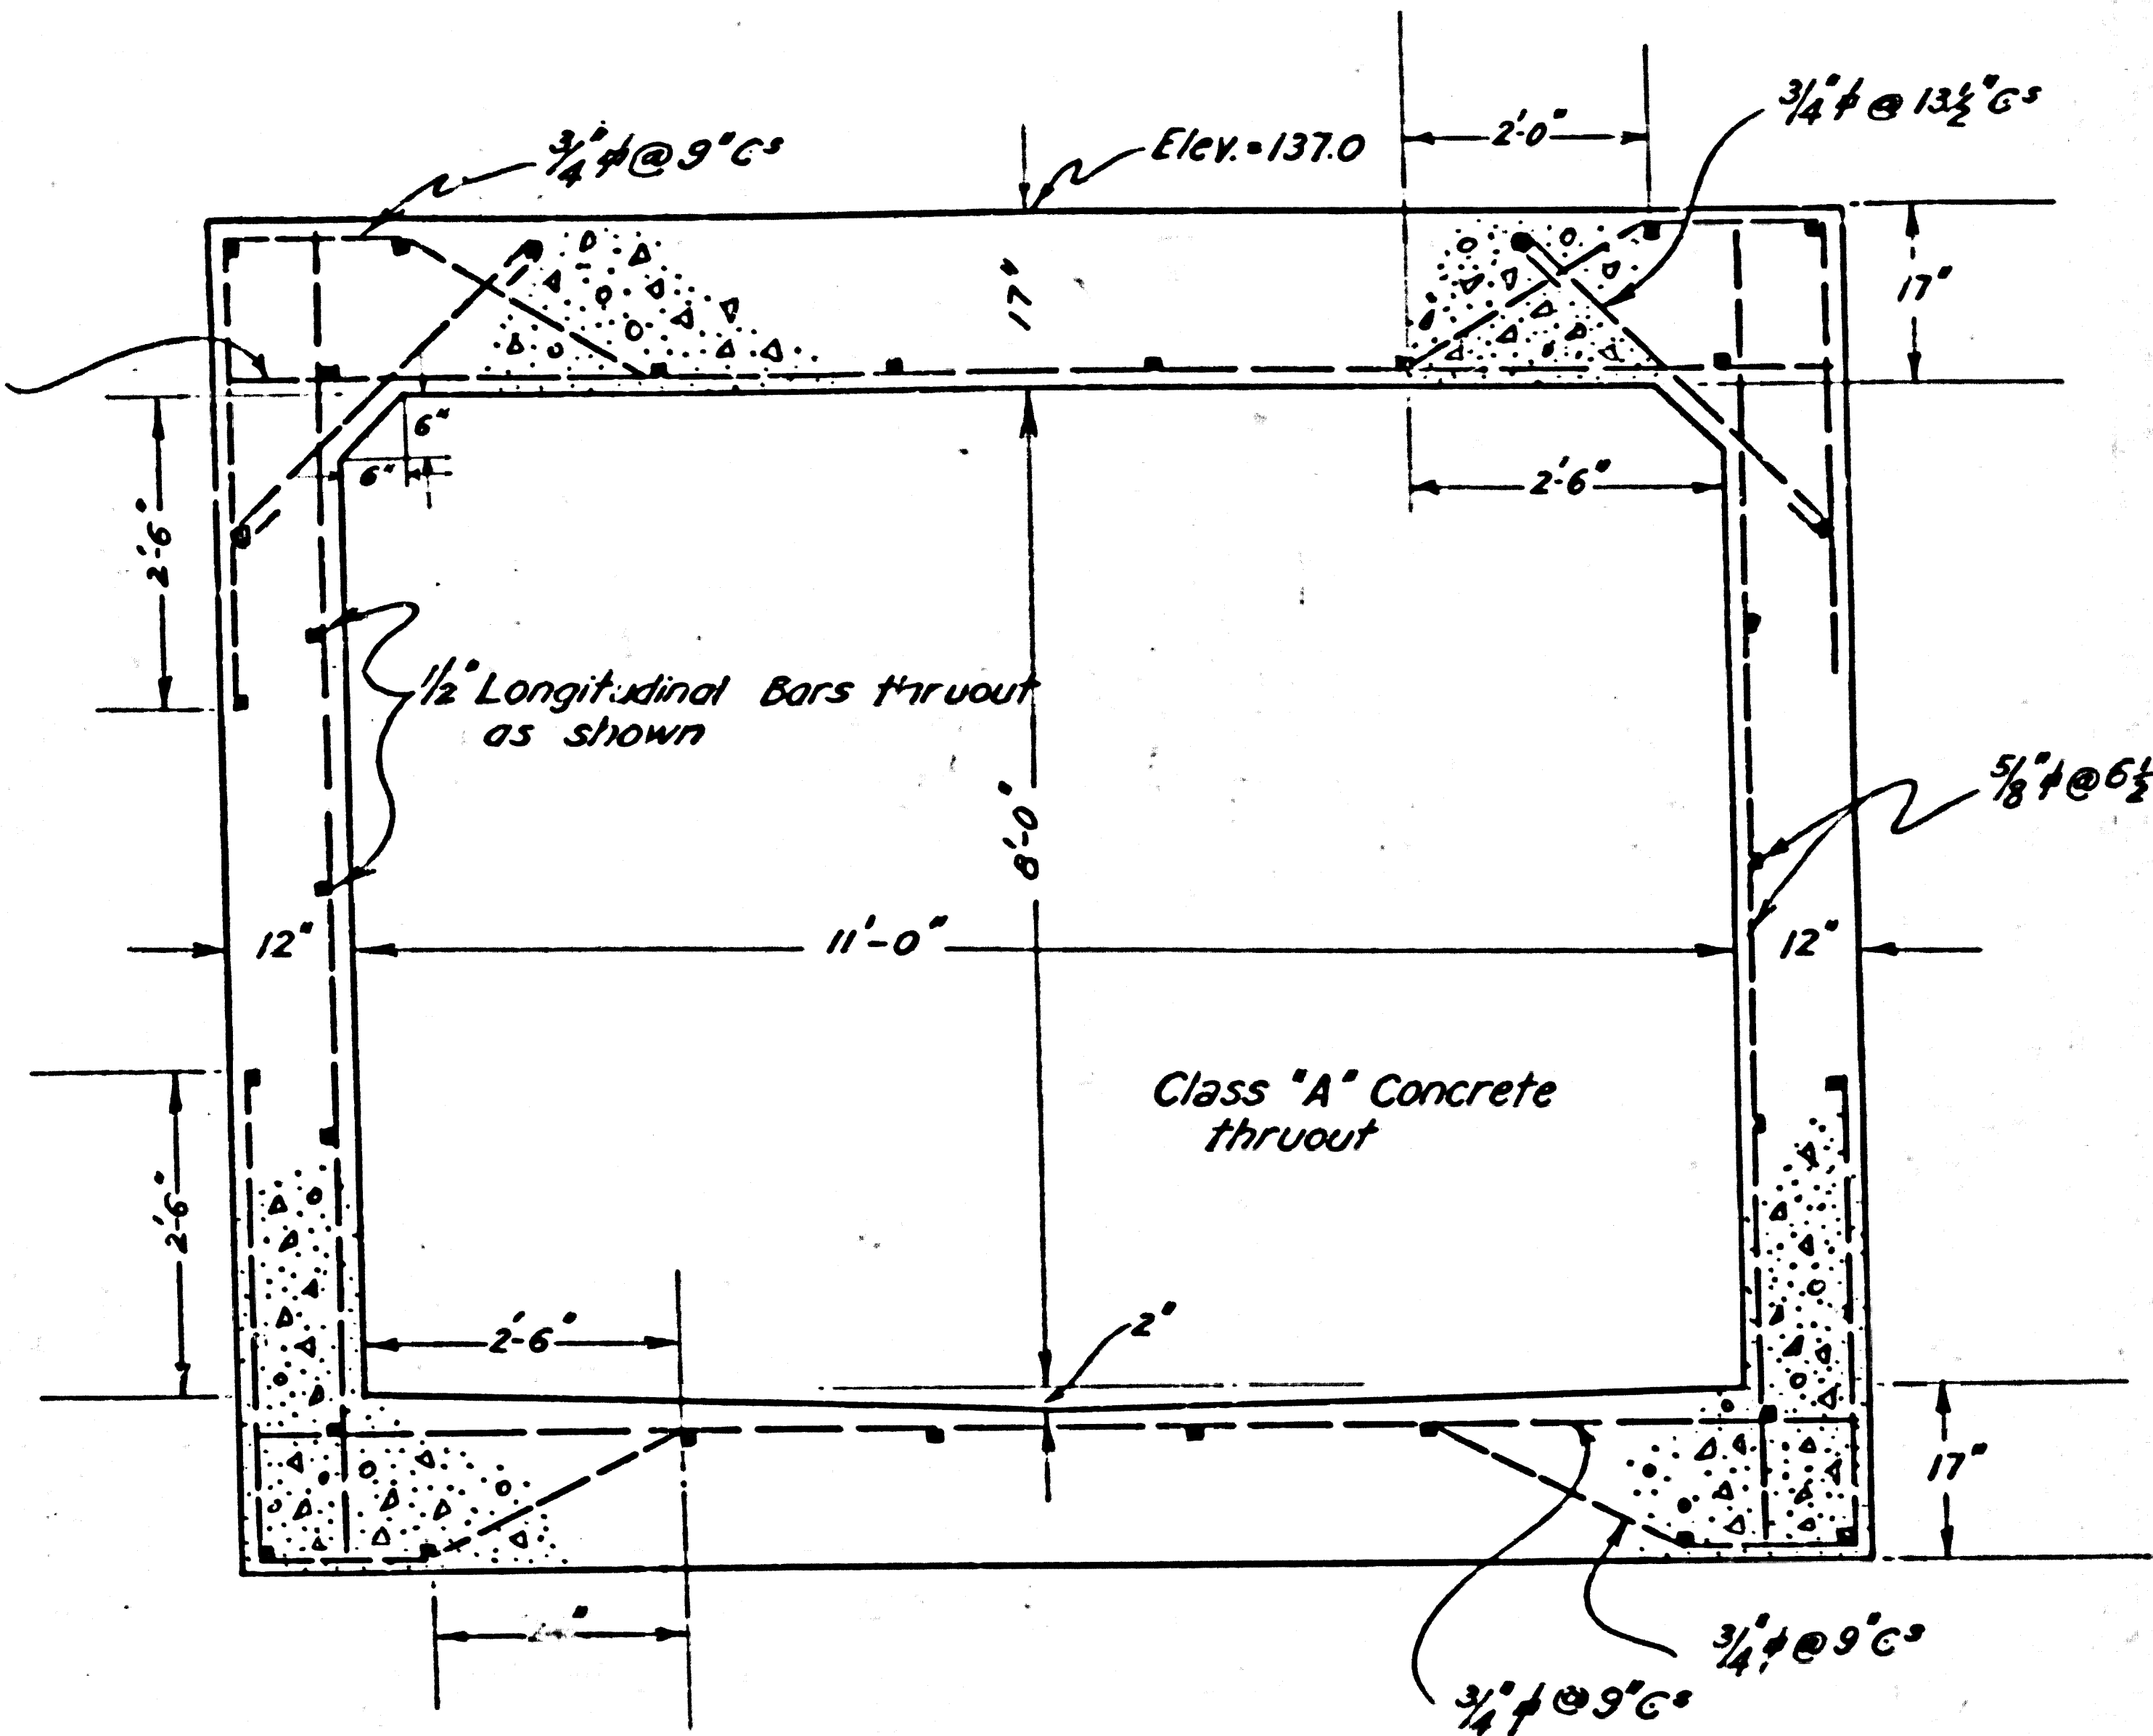 3/4"ϕ @ 13½" Cs
2'-0"
Elev. = 137.0
3/4"ϕ @ 9" Cs
17"
17"
6"
6"
2'-6"
2'-6"
1/2" Longitudinal Bars thruout
as shown
5/8"ϕ @ 6½
8'-0"
12"
11'-0"
12"
Class "A" Concrete
thruout
2'-6"
2'-6"
2"
17"
3/4"ϕ @ 9" Cs
3/4"ϕ @ 9" Cs